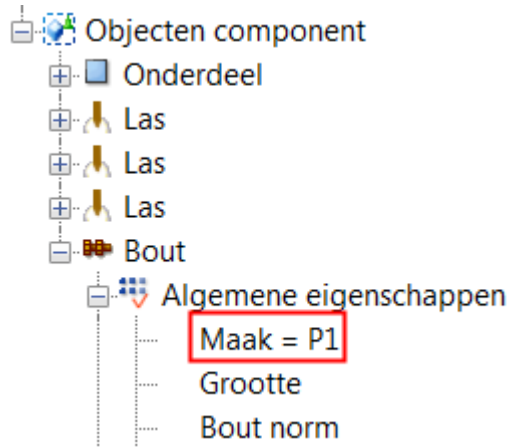 Objecten component
Onderdeel
Las
Las
Las
Bout
Algemene eigenschappen
Maak = P1
Grootte
Bout norm